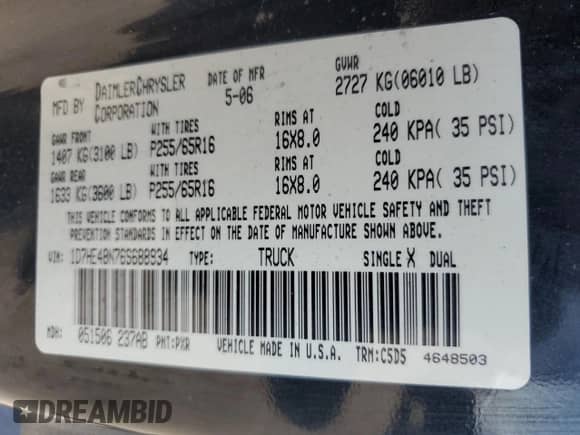 MFD BY DAIMLERCHRYSLER CORPORATION DATE OF MFR 5-06 GVWR 2727 KG(06010 LB)
GAWR FRONT WITH TIRES RIMS AT COLD
1407 KG(3100 LB) P255/65R16 16X8.0 240 KPA( 35 PSI)
GAWR REAR WITH TIRES RIMS AT COLD
1633 KG(3600 LB) P255/65R16 16X8.0 240 KPA( 35 PSI)
THIS VEHICLE CONFORMS TO ALL APPLICABLE FEDERAL MOTOR VEHICLE SAFETY AND THEFT
PREVENTION STANDARDS IN EFFECT ON THE DATE OF MANUFACTURE SHOWN ABOVE.
VIN: 1D7HE48N76S688934 TYPE: TRUCK SINGLE X DUAL
MDH: 051506 237AB PNT:PXR VEHICLE MADE IN U.S.A. TRM:C5D5 4648503
DREAMBID